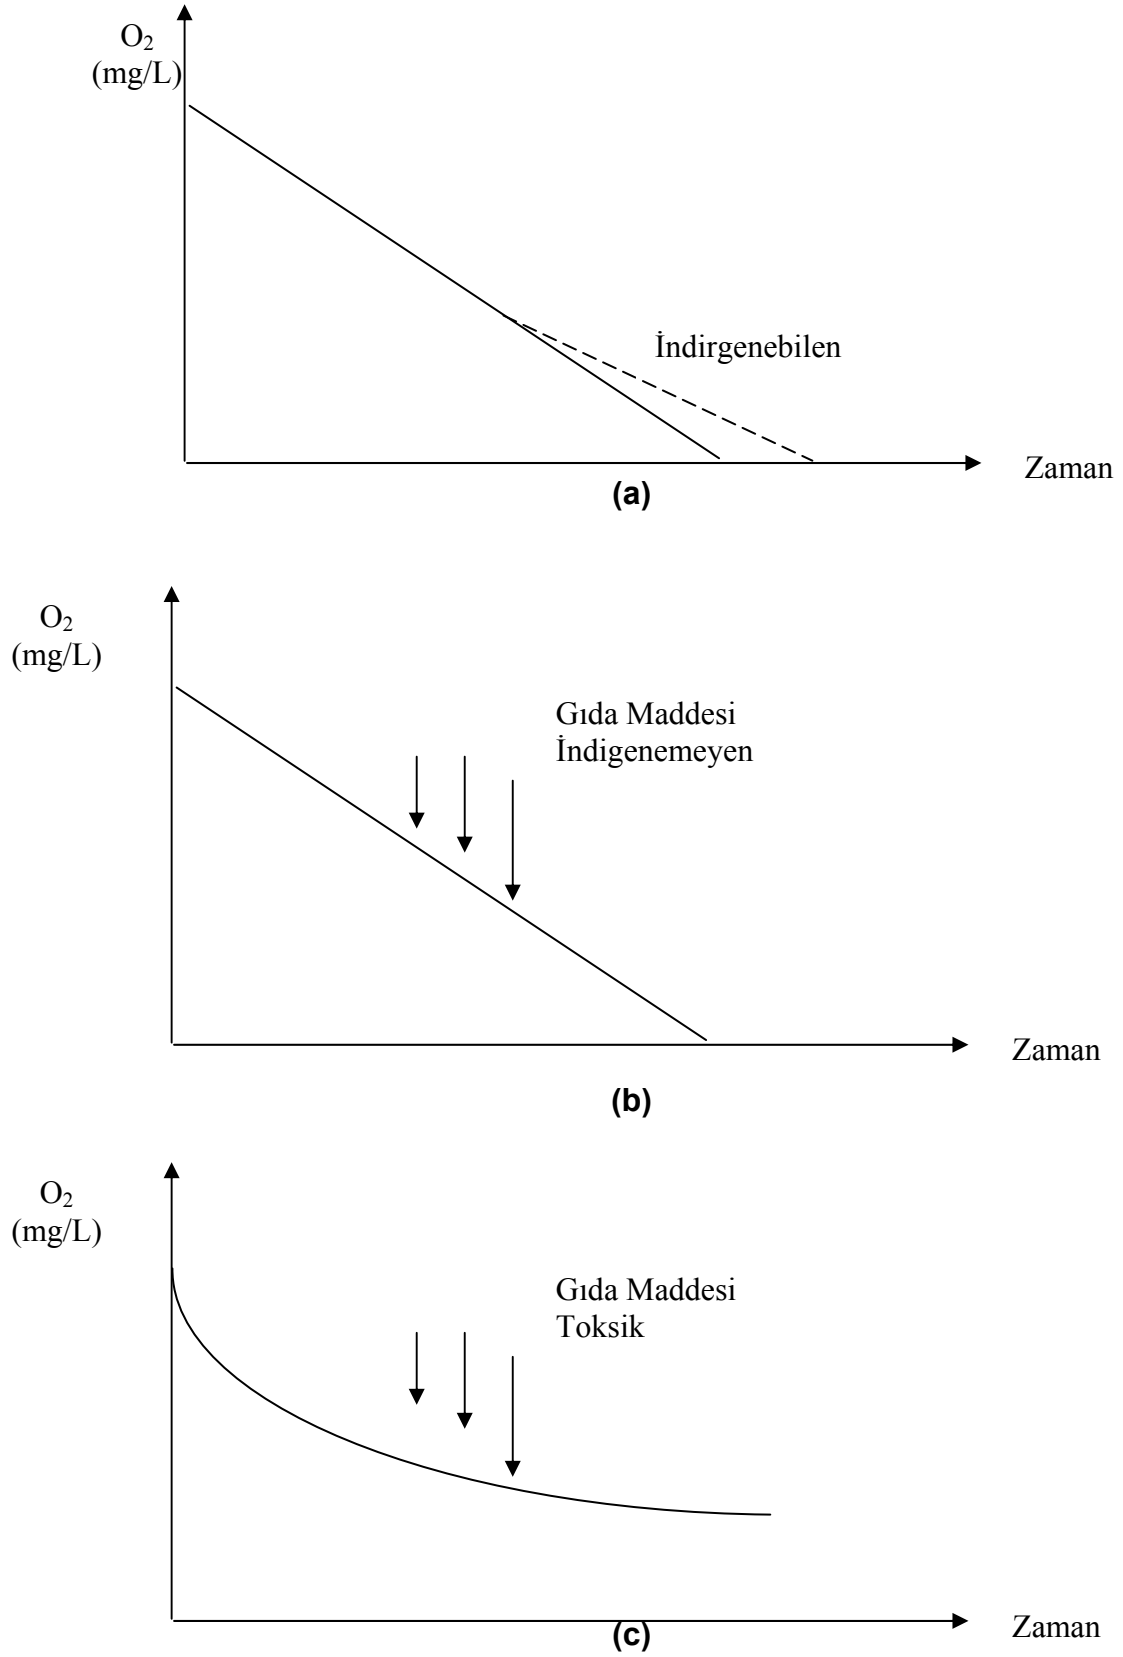 O₂
(mg/L)
İndirgenebilen
Zaman
(a)
O₂
(mg/L)
Gıda Maddesi
İndigenemeyen
Zaman
(b)
O₂
(mg/L)
Gıda Maddesi
Toksik
Zaman
(c)